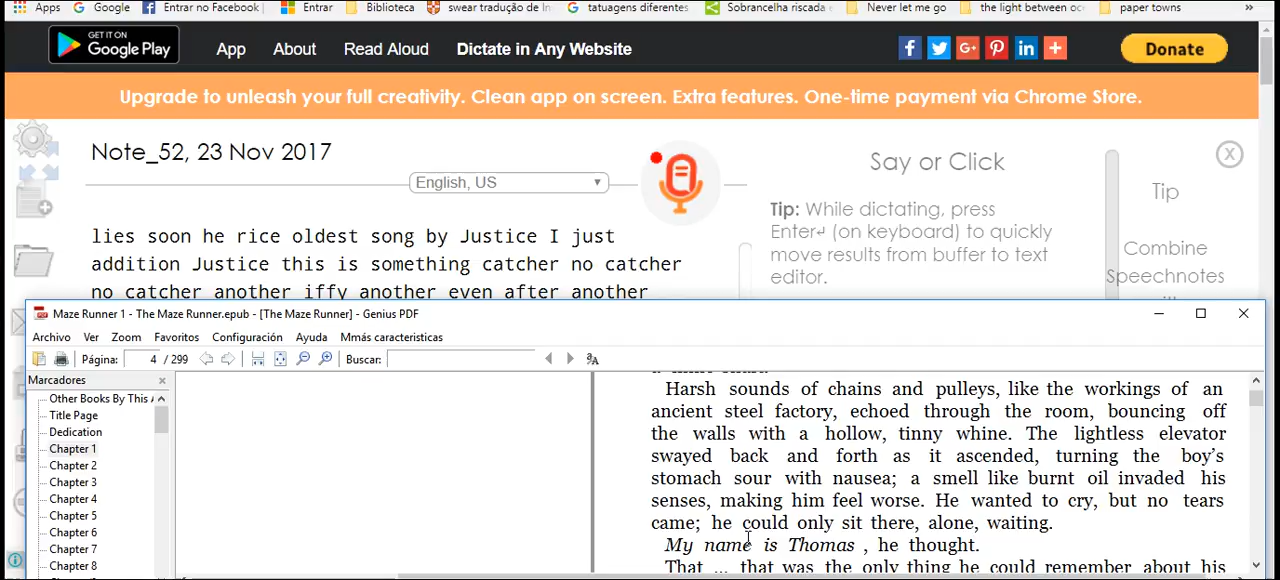 Apps Google Entrar no Facebook Entrar Biblioteca swear tradução de In tatuagens diferentes Sobrancelha riscada Never let me go the light between oc paper towns »
GET IT ON
Google Play App About Read Aloud Dictate in Any Website Donate
Upgrade to unleash your full creativity. Clean app on screen. Extra features. One-time payment via Chrome Store.
Note_52, 23 Nov 2017
English, US
Say or Click
Tip: While dictating, press
Enter↵ (on keyboard) to quickly
move results from buffer to text
editor.
Tip
Combine
Speechnotes
lies soon he rice oldest song by Justice I just
addition Justice this is something catcher no catcher
no catcher another iffy another even after another
Maze Runner 1 - The Maze Runner.epub - [The Maze Runner] - Genius PDF
Archivo Ver Zoom Favoritos Configuración Ayuda Mmás caracteristicas
Página: 4 / 299 Buscar:
Marcadores
Other Books By This A
Title Page
Dedication
Chapter 1
Chapter 2
Chapter 3
Chapter 4
Chapter 5
Chapter 6
Chapter 7
Chapter 8
Harsh sounds of chains and pulleys, like the workings of an
ancient steel factory, echoed through the room, bouncing off
the walls with a hollow, tinny whine. The lightless elevator
swayed back and forth as it ascended, turning the boy's
stomach sour with nausea; a smell like burnt oil invaded his
senses, making him feel worse. He wanted to cry, but no tears
came; he could only sit there, alone, waiting.
My name is Thomas , he thought.
That ... that was the only thing he could remember about his